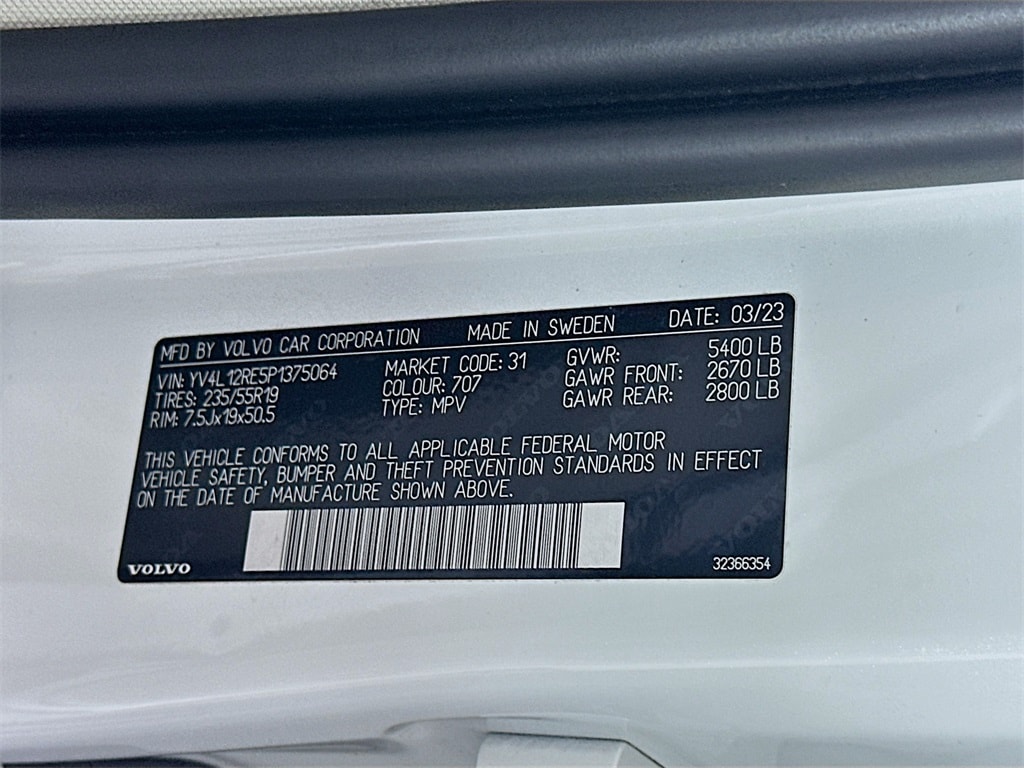 MFD BY VOLVO CAR CORPORATION MADE IN SWEDEN DATE: 03/23
VIN: YV4L12RE5P1375064 MARKET CODE: 31 GVWR: 5400 LB
TIRES: 235/55R19 COLOUR: 707 GAWR FRONT: 2670 LB
RIM: 7.5Jx19x50.5 TYPE: MPV GAWR REAR: 2800 LB
THIS VEHICLE CONFORMS TO ALL APPLICABLE FEDERAL MOTOR
VEHICLE SAFETY, BUMPER AND THEFT PREVENTION STANDARDS IN EFFECT
ON THE DATE OF MANUFACTURE SHOWN ABOVE.
VOLVO 32366354